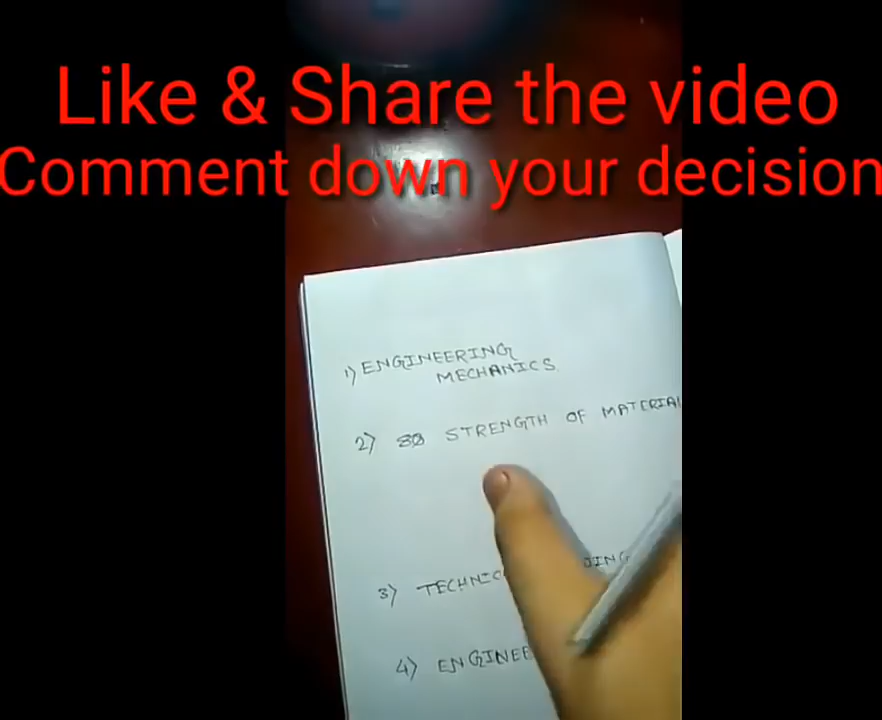 Like & Share the video
Comment down your decision
1) ENGINEERING
MECHANICS
2) STRENGTH OF MATERIAL
3) TECHNIC
4) ENGINEE